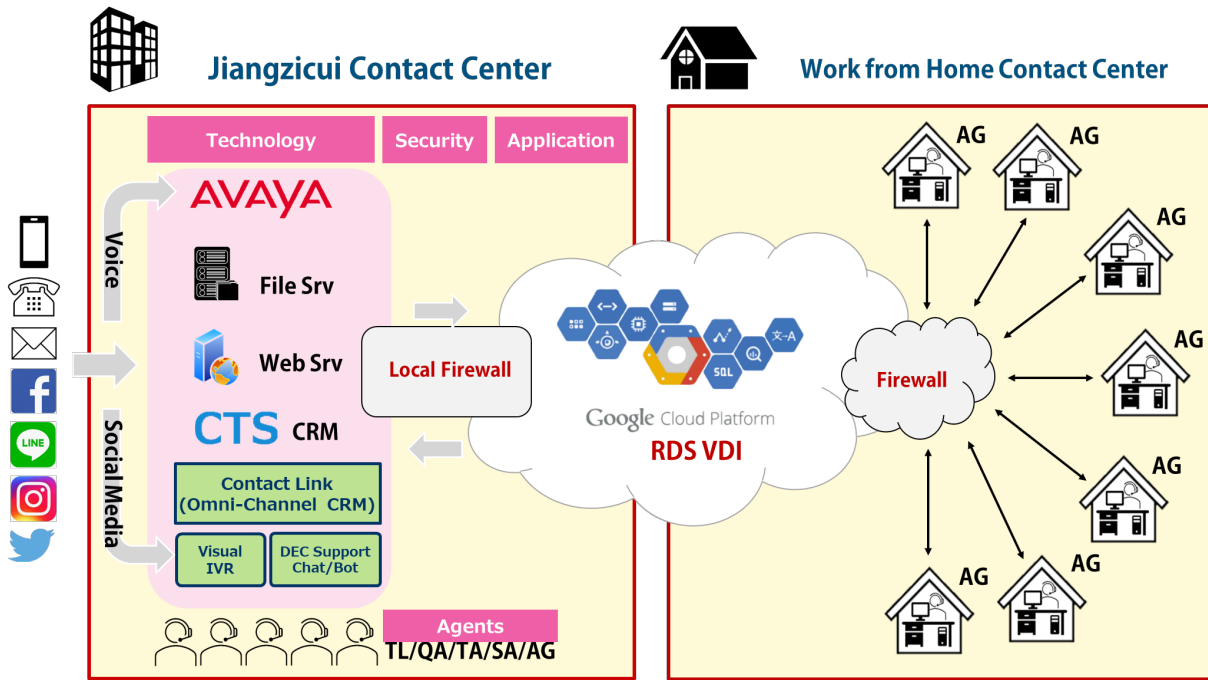 Jiangzicui Contact Center
Work from Home Contact Center
Technology
Security
Application
AVAYA
Voice
File Srv
Web Srv
CTS CRM
Contact Link
(Omni-Channel CRM)
Visual
IVR
DEC Support
Chat/Bot
Social Media
LINE
Agents
TL/QA/TA/SA/AG
Local Firewall
SQL
文-A
Google Cloud Platform
RDS VDI
Firewall
AG
AG
AG
AG
AG
AG
AG